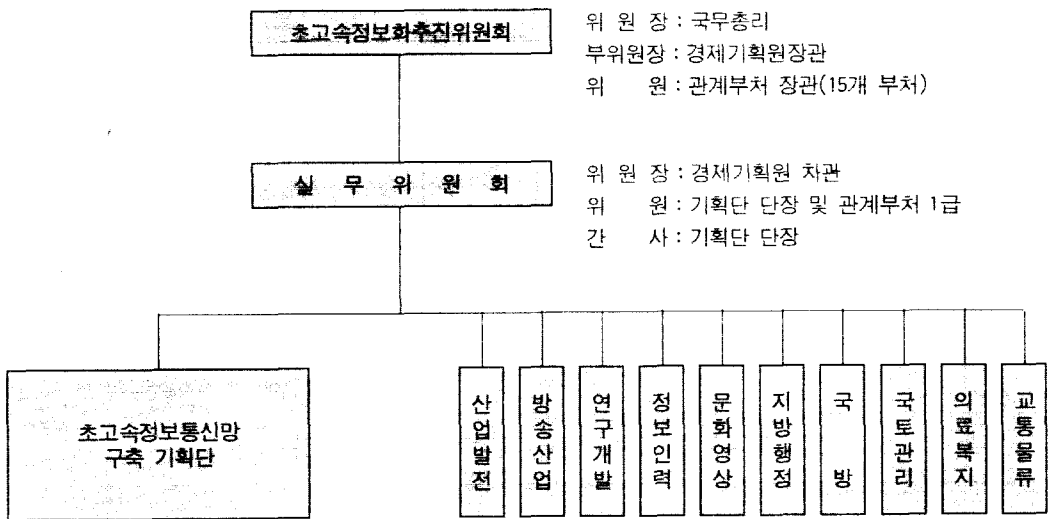 초고속정보화추진위원회
위 원 장 : 국무총리
부위원장 : 경제기획원장관
위 원 : 관계부처 장관(15개 부처)
실 무 위 원 회
위 원 장 : 경제기획원 차관
위 원 : 기획단 단장 및 관계부처 1급
간 사 : 기획단 단장
초고속정보통신망
구축 기획단
산업발전
방송산업
연구개발
정보인력
문화영상
지방행정
국 방
국토관리
의료복지
교통물류